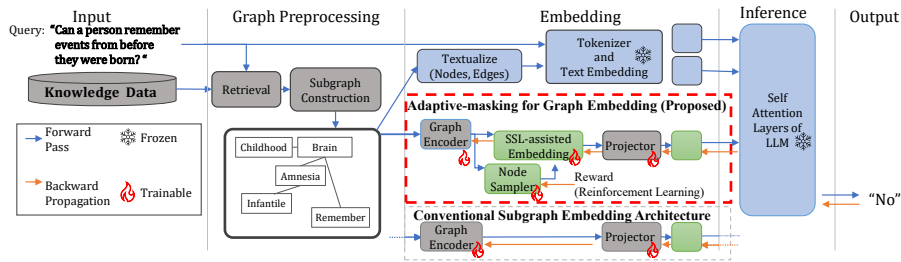 Input
Graph Preprocessing
Embedding
Inference
Output
Query: "Can a person remember
events from before
they were born? "
Knowledge Data
Retrieval
Subgraph
Construction
Textualize
(Nodes, Edges)
Tokenizer
and
Text Embedding
Self
Attention
Layers of
LLM
Adaptive-masking for Graph Embedding (Proposed)
Graph
Encoder
SSL-assisted
Embedding
Projector
Node
Sampler
Reward
(Reinforcement Learning)
Forward
Pass
Frozen
Backward
Propagation
Trainable
Childhood
Brain
Amnesia
Infantile
Remember
"No"
Conventional Subgraph Embedding Architecture
Graph
Encoder
Projector